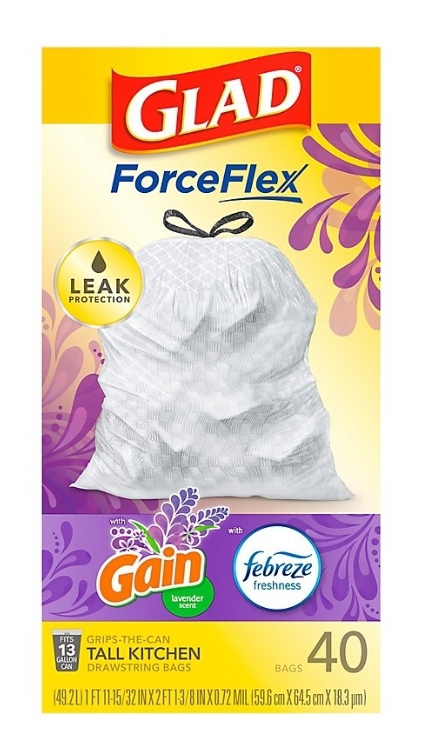 GLAD®
ForceFlex
LEAK
PROTECTION
with
Gain
lavender
scent
with
febreze
freshness
FITS
13
GALLON
CAN
GRIPS-THE-CAN
TALL KITCHEN
DRAWSTRING BAGS
BAGS 40
(49.2L) 1 FT 11-15/32 IN X 2 FT 1-3/8 IN X 0.72 MIL (59.6 cm X 64.5 cm X 18.3 µm)